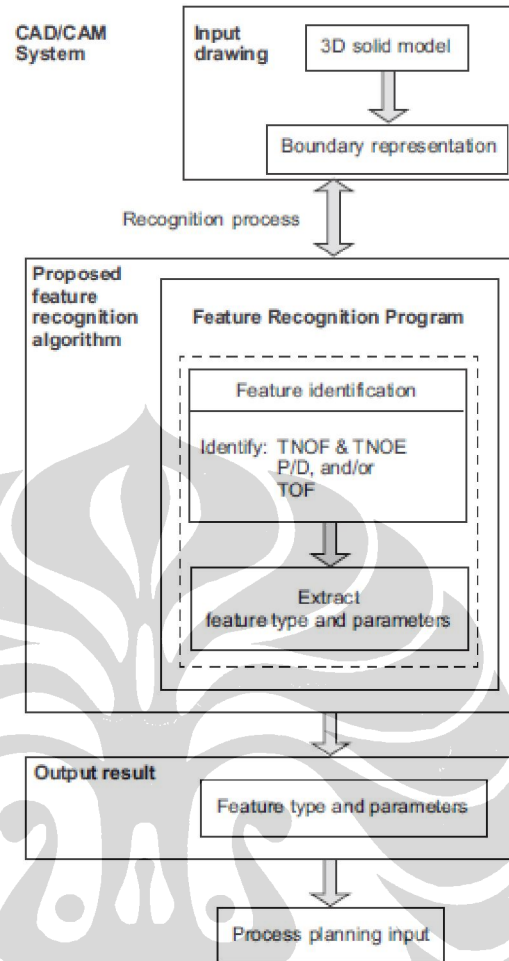 CAD/CAM
System
Input
drawing
3D solid model
Boundary representation
Recognition process
Proposed
feature
recognition
algorithm
Feature Recognition Program
Feature identification
Identify: TNOF & TNOE
P/D, and/or
TOF
Extract
feature type and parameters
Output result
Feature type and parameters
Process planning input